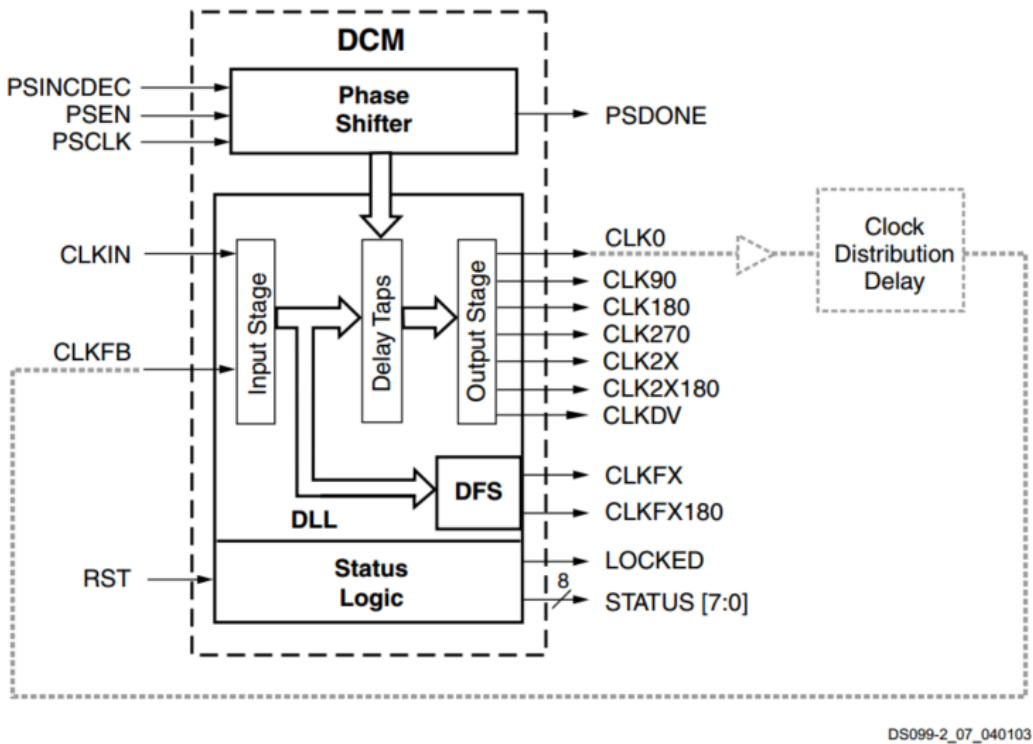 DCM
PSINCDEC
PSEN
PSCLK
Phase
Shifter
PSDONE
CLKIN
CLKFB
Input Stage
Delay Taps
Output Stage
CLK0
CLK90
CLK180
CLK270
CLK2X
CLK2X180
CLKDV
Clock
Distribution
Delay
DFS
DLL
CLKFX
CLKFX180
RST
Status
Logic
LOCKED
8
STATUS [7:0]
DS099-2_07_040103